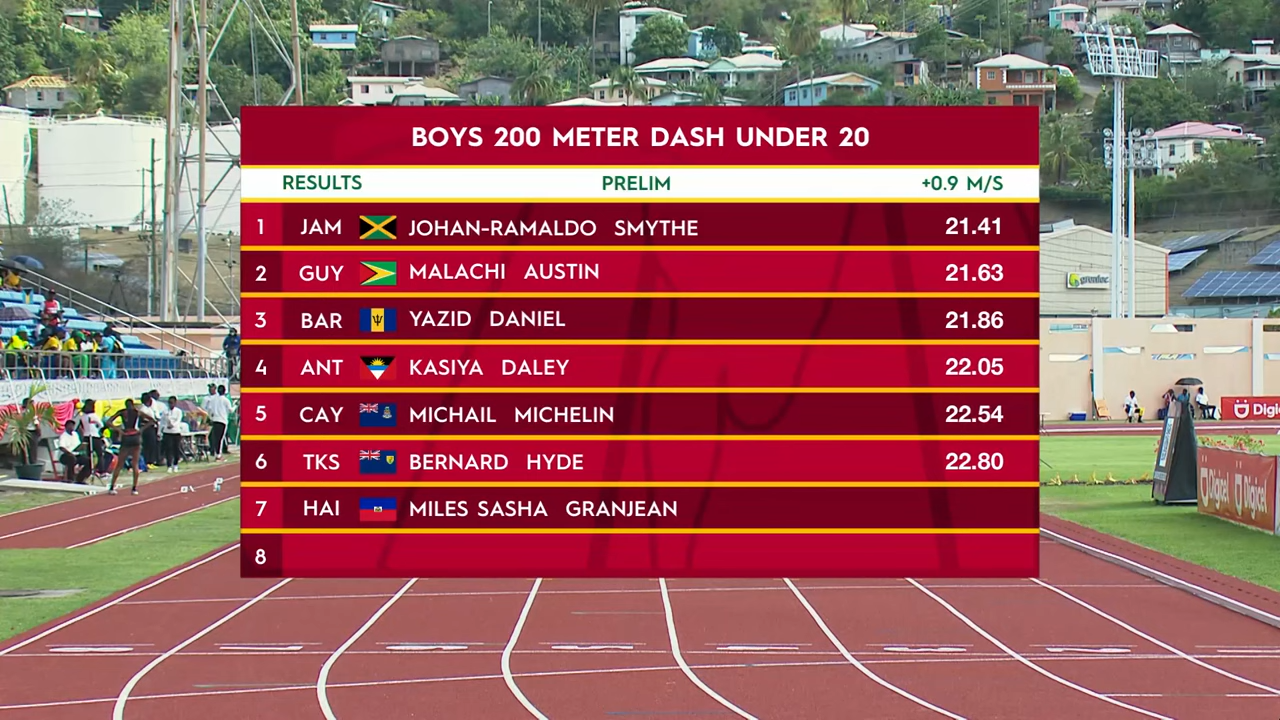 BOYS 200 METER DASH UNDER 20
RESULTS PRELIM +0.9 M/S
1 JAM JOHAN-RAMALDO SMYTHE 21.41
2 GUY MALACHI AUSTIN 21.63
3 BAR YAZID DANIEL 21.86
4 ANT KASIYA DALEY 22.05
5 CAY MICHAIL MICHELIN 22.54
6 TKS BERNARD HYDE 22.80
7 HAI MILES SASHA GRANJEAN
8
grenlec
Digicel Digicel